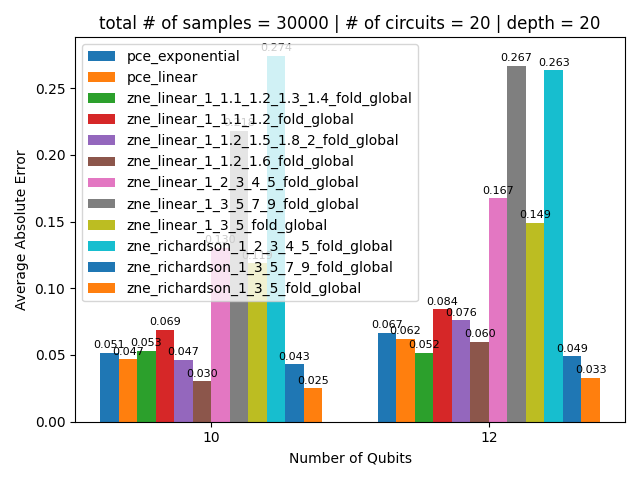 total # of samples = 30000 | # of circuits = 20 | depth = 20
Average Absolute Error
0.25
0.20
0.15
0.10
0.05
0.00
pce_exponential
pce_linear
zne_linear_1_1.1_1.2_1.3_1.4_fold_global
zne_linear_1_1.1_1.2_fold_global
zne_linear_1_1.2_1.5_1.8_2_fold_global
zne_linear_1_1.2_1.6_fold_global
zne_linear_1_2_3_4_5_fold_global
zne_linear_1_3_5_7_9_fold_global
zne_linear_1_3_5_fold_global
zne_richardson_1_2_3_4_5_fold_global
zne_richardson_1_3_5_7_9_fold_global
zne_richardson_1_3_5_fold_global
0.051
0.047
0.053
0.069
0.047
0.030
0.274
0.043
0.025
0.067
0.062
0.052
0.084
0.076
0.060
0.167
0.267
0.149
0.263
0.049
0.033
10
12
Number of Qubits